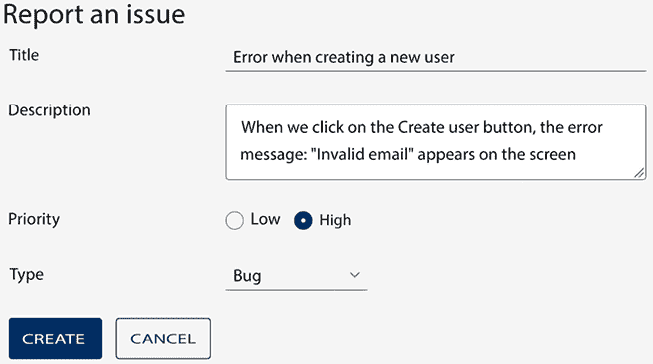 Report an issue
Title
Error when creating a new user
Description
When we click on the Create user button, the error
message: "Invalid email" appears on the screen
Priority
Low
High
Type
Bug
CREATE
CANCEL